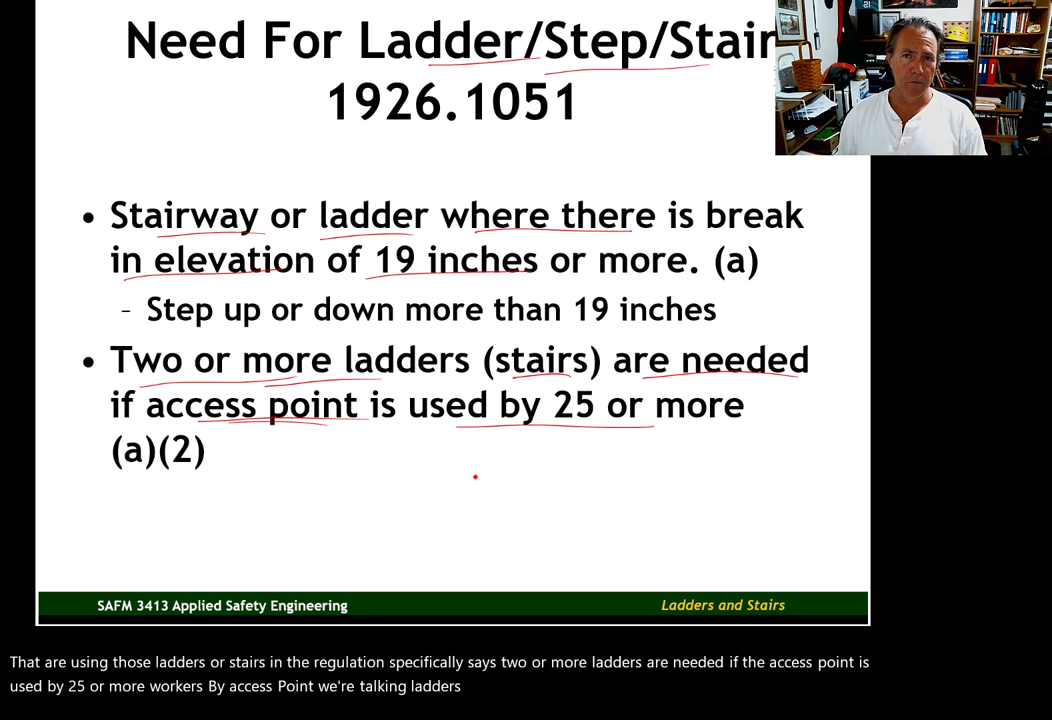 Need For Ladder/Step/Stair
1926.1051
• Stairway or ladder where there is break
in elevation of 19 inches or more. (a)
– Step up or down more than 19 inches
• Two or more ladders (stairs) are needed
if access point is used by 25 or more
(a)(2)
SAFM 3413 Applied Safety Engineering
Ladders and Stairs
That are using those ladders or stairs in the regulation specifically says two or more ladders are needed if the access point is
used by 25 or more workers By access Point we're talking ladders